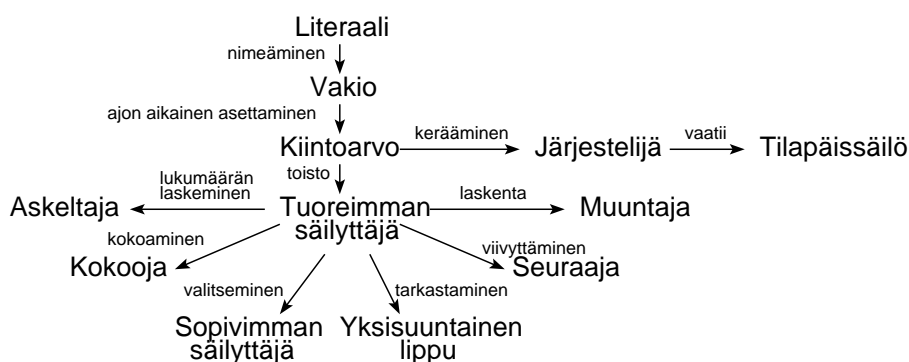 Literaali
nimeäminen
Vakio
ajon aikainen asettaminen
Kiintoarvo
kerääminen
Järjestelijä
vaatii
Tilapäissäilö
toisto
lukumäärän
laskeminen
Askeltaja
Tuoreimman
säilyttäjä
laskenta
Muuntaja
kokoaminen
Kokooja
viivyttäminen
Seuraaja
valitseminen
tarkastaminen
Sopivimman
säilyttäjä
Yksisuuntainen
lippu